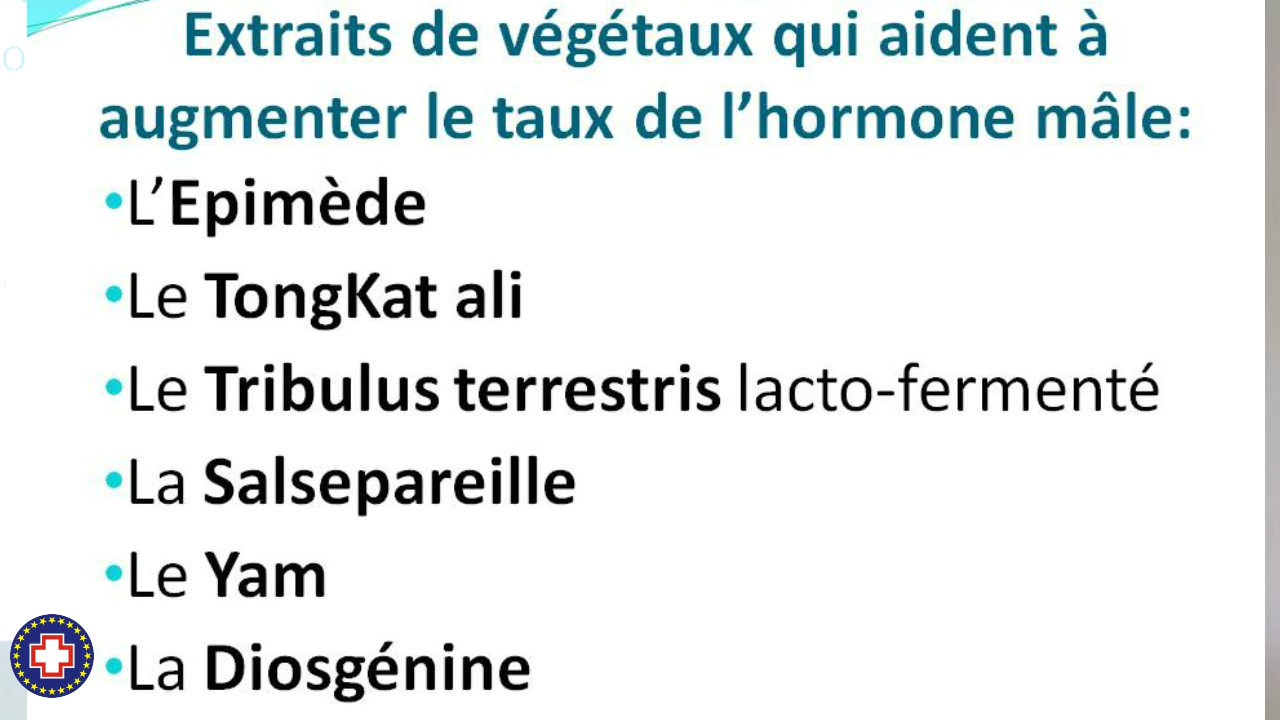 Extraits de végétaux qui aident à
augmenter le taux de l’hormone mâle:
•L’Epimède
•Le TongKat ali
•Le Tribulus terrestris lacto-fermenté
•La Salsepareille
•Le Yam
•La Diosgénine